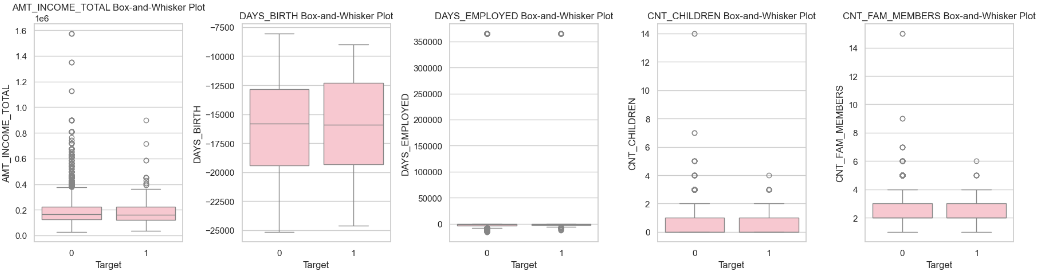 AMT_INCOME_TOTAL Box-and-Whisker Plot
1e6
1.6
1.4
1.2
1.0
0.8
0.6
0.4
0.2
0.0
AMT_INCOME_TOTAL
0 1
Target
DAYS_BIRTH Box-and-Whisker Plot
−7500
−10000
−12500
−15000
−17500
−20000
−22500
−25000
DAYS_BIRTH
0 1
Target
DAYS_EMPLOYED Box-and-Whisker Plot
350000
300000
250000
200000
150000
100000
50000
0
DAYS_EMPLOYED
0 1
Target
CNT_CHILDREN Box-and-Whisker Plot
14
12
10
8
6
4
2
0
CNT_CHILDREN
0 1
Target
CNT_FAM_MEMBERS Box-and-Whisker Plot
14
12
10
8
6
4
2
CNT_FAM_MEMBERS
0 1
Target